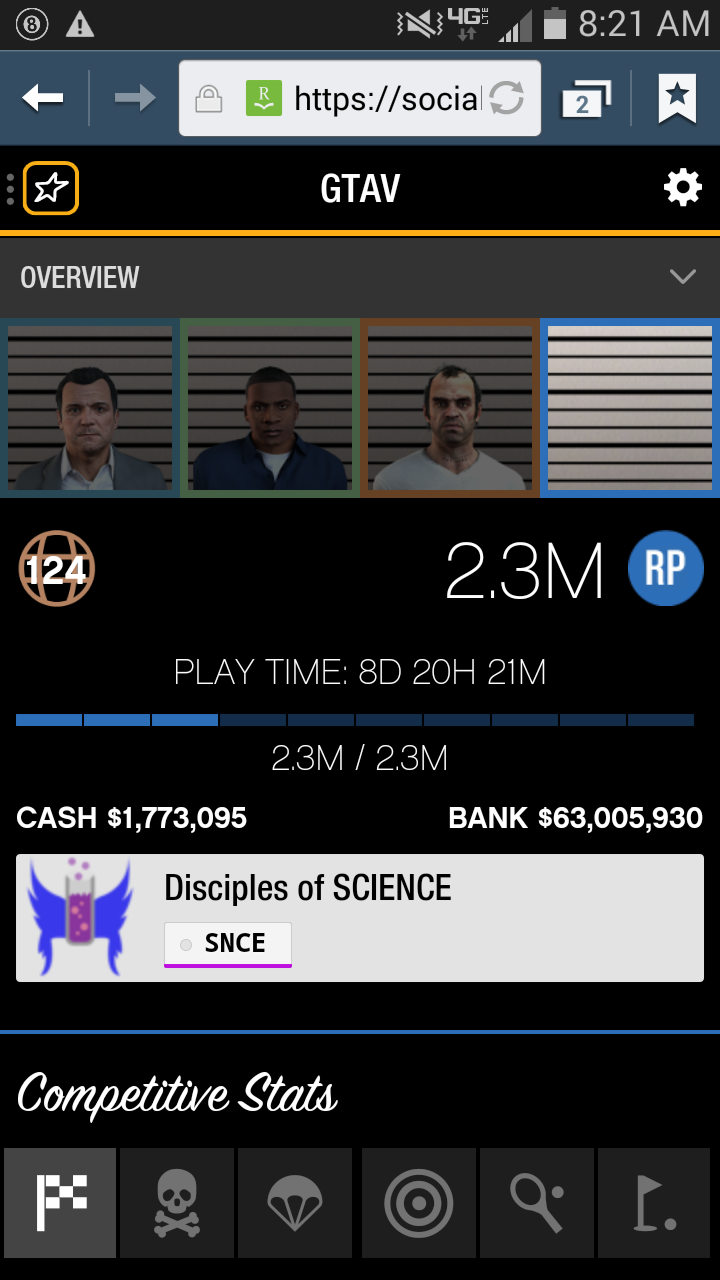 8
4G LTE
8:21 AM
R
https://social
2
GTAV
OVERVIEW
124
2.3M
RP
PLAY TIME: 8D 20H 21M
2.3M / 2.3M
CASH $1,773,095
BANK $63,005,930
Disciples of SCIENCE
SNCE
Competitive Stats